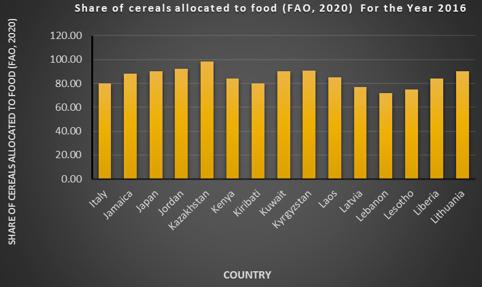 Share of cereals allocated to food (FAO, 2020)  For the Year 2016
SHARE OF CEREALS ALLOCATED TO FOOD (FAO, 2020)
120.00
100.00
80.00
60.00
40.00
20.00
0.00
Italy
Jamaica
Japan
Jordan
Kazakhstan
Kenya
Kiribati
Kuwait
Kyrgyzstan
Laos
Latvia
Lebanon
Lesotho
Liberia
Lithuania
COUNTRY